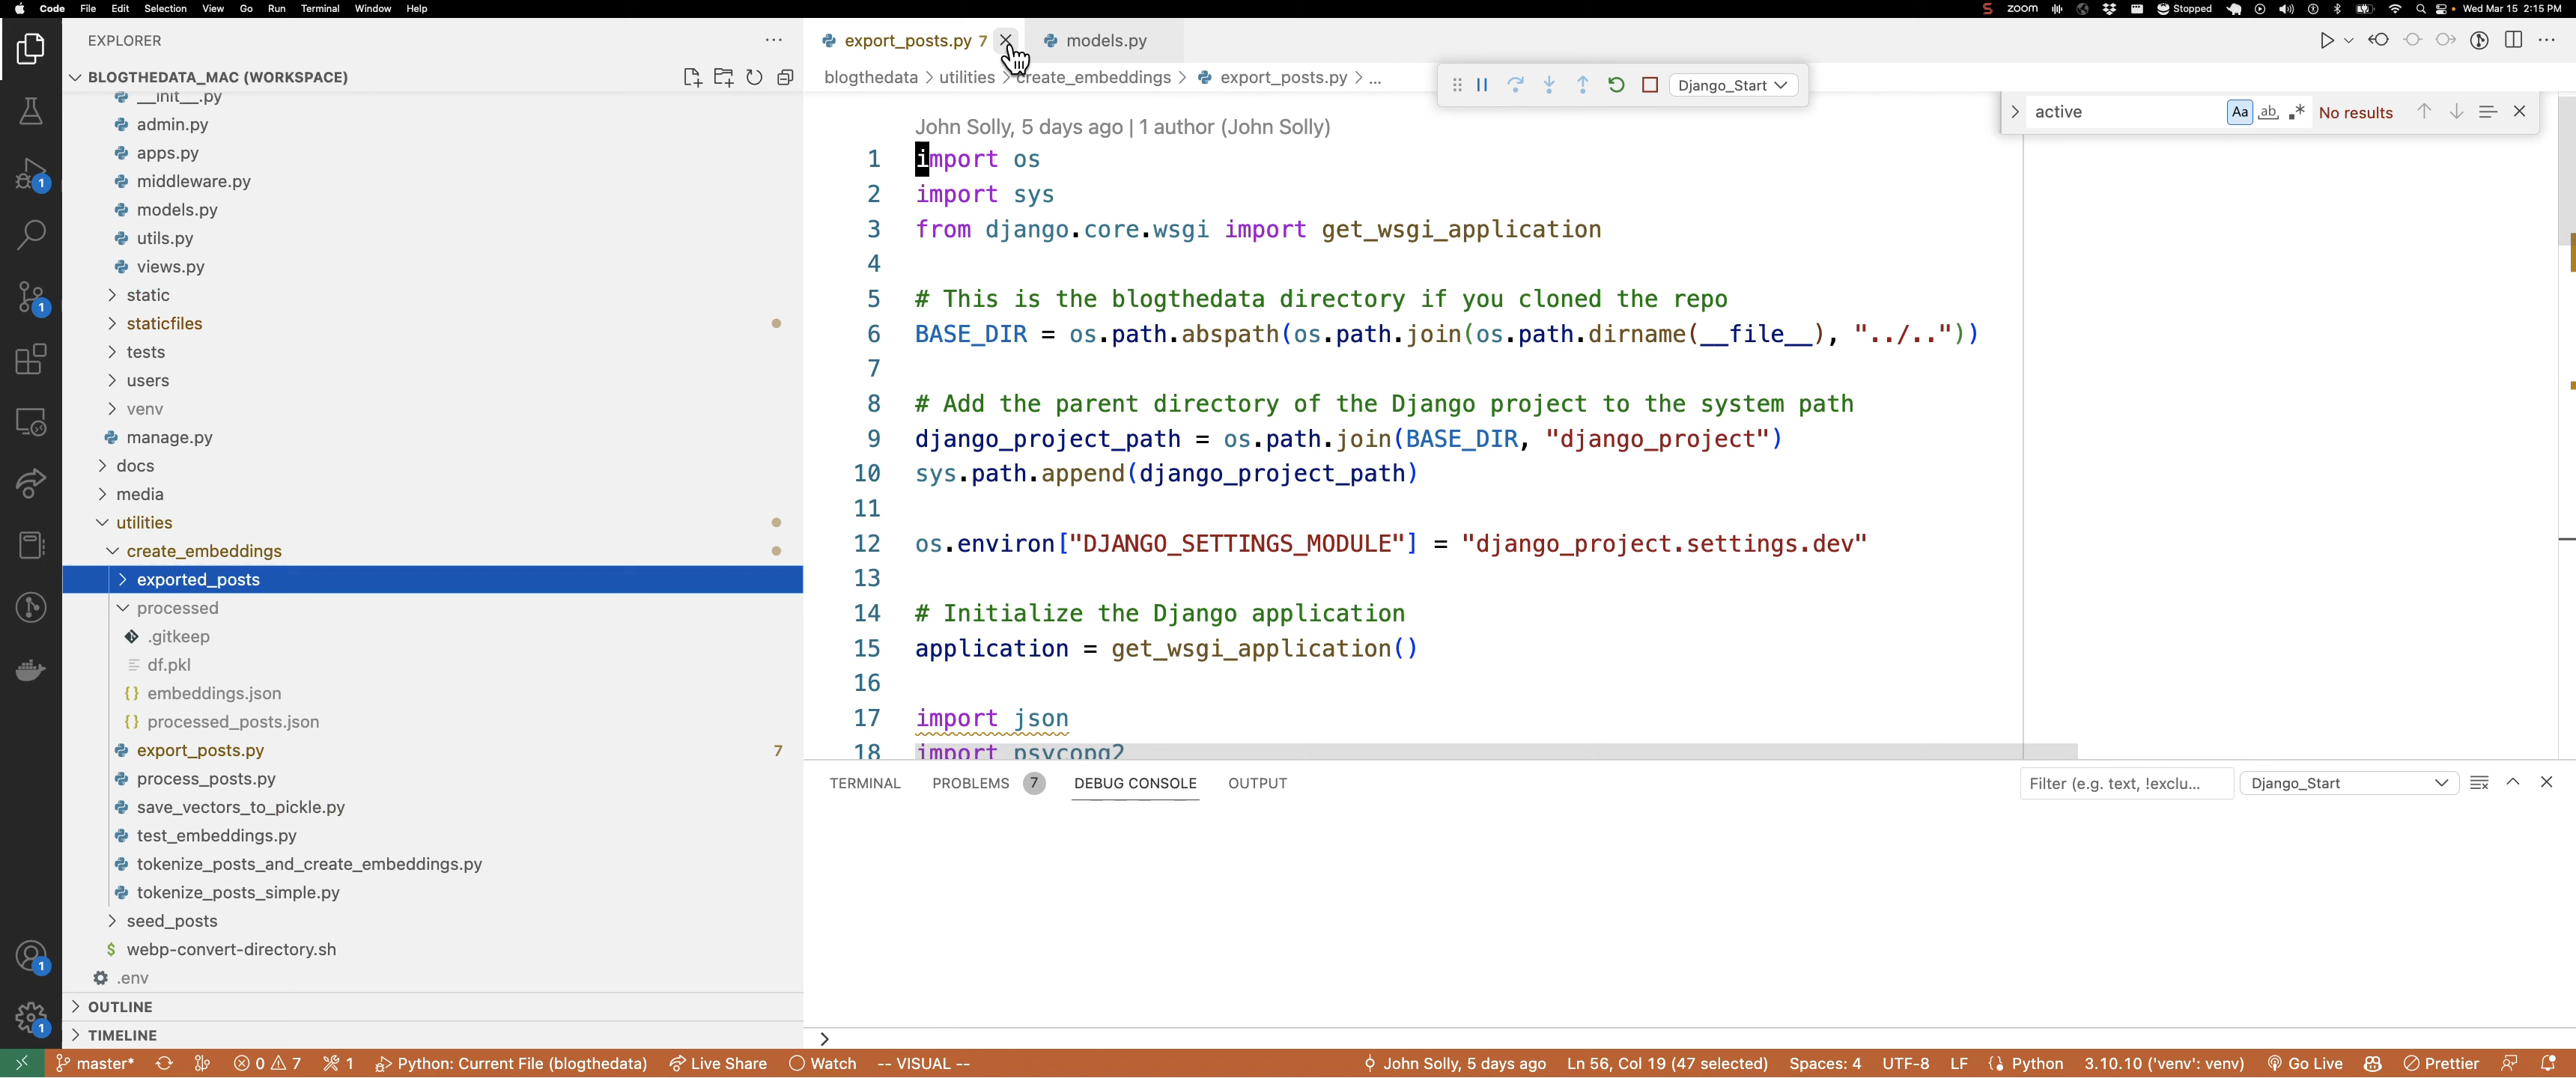 Code File Edit Selection View Go Run Terminal Window Help
zoom Stopped Wed Mar 15 2:15 PM
EXPLORER
BLOGTHEDATA_MAC (WORKSPACE)
__init__.py
admin.py
apps.py
middleware.py
models.py
utils.py
views.py
static
staticfiles
tests
users
venv
manage.py
docs
media
utilities
create_embeddings
exported_posts
processed
.gitkeep
df.pkl
embeddings.json
processed_posts.json
export_posts.py 7
process_posts.py
save_vectors_to_pickle.py
test_embeddings.py
tokenize_posts_and_create_embeddings.py
tokenize_posts_simple.py
seed_posts
$ webp-convert-directory.sh
.env
OUTLINE
TIMELINE
1
1
1
1
export_posts.py 7
models.py
blogthedata > utilities > create_embeddings > export_posts.py > ...
Django_Start
active Aa ab .* No results
John Solly, 5 days ago | 1 author (John Solly)
1 import os
2 import sys
3 from django.core.wsgi import get_wsgi_application
4
5 # This is the blogthedata directory if you cloned the repo
6 BASE_DIR = os.path.abspath(os.path.join(os.path.dirname(__file__), "../.."))
7
8 # Add the parent directory of the Django project to the system path
9 django_project_path = os.path.join(BASE_DIR, "django_project")
10 sys.path.append(django_project_path)
11
12 os.environ["DJANGO_SETTINGS_MODULE"] = "django_project.settings.dev"
13
14 # Initialize the Django application
15 application = get_wsgi_application()
16
17 import json
18 import psycopg2
TERMINAL PROBLEMS 7 DEBUG CONSOLE OUTPUT
Filter (e.g. text, !exclu... Django_Start
master* 0 7 1 Python: Current File (blogthedata) Live Share Watch -- VISUAL -- John Solly, 5 days ago Ln 56, Col 19 (47 selected) Spaces: 4 UTF-8 LF Python 3.10.10 ('venv': venv) Go Live Prettier